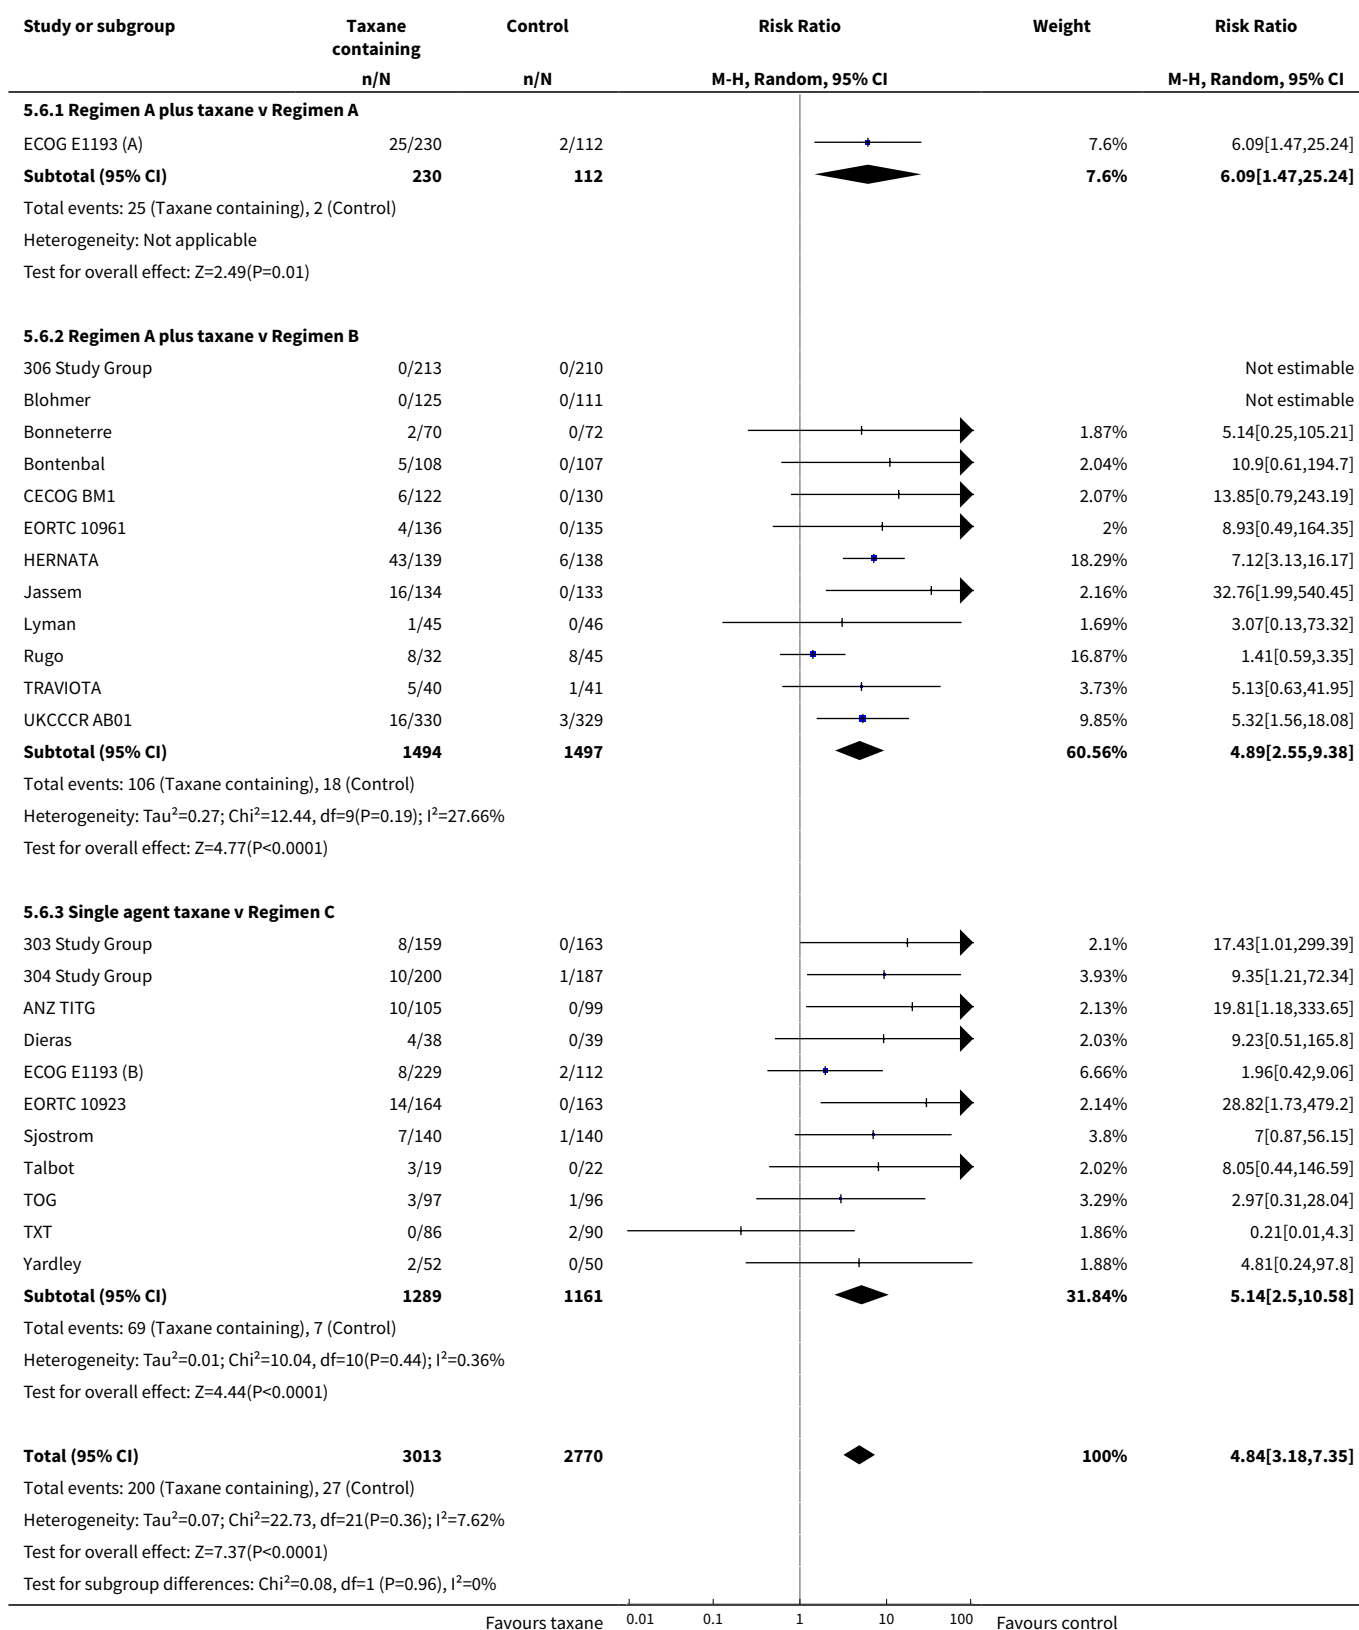 Study or subgroup Taxane containing Control Risk Ratio Weight Risk Ratio
n/N n/N M-H, Random, 95% CI M-H, Random, 95% CI
5.6.1 Regimen A plus taxane v Regimen A
ECOG E1193 (A) 25/230 2/112 7.6% 6.09[1.47,25.24]
Subtotal (95% CI) 230 112 7.6% 6.09[1.47,25.24]
Total events: 25 (Taxane containing), 2 (Control)
Heterogeneity: Not applicable
Test for overall effect: Z=2.49(P=0.01)
5.6.2 Regimen A plus taxane v Regimen B
306 Study Group 0/213 0/210 Not estimable
Blohmer 0/125 0/111 Not estimable
Bonneterre 2/70 0/72 1.87% 5.14[0.25,105.21]
Bontenbal 5/108 0/107 2.04% 10.9[0.61,194.7]
CECOG BM1 6/122 0/130 2.07% 13.85[0.79,243.19]
EORTC 10961 4/136 0/135 2% 8.93[0.49,164.35]
HERNATA 43/139 6/138 18.29% 7.12[3.13,16.17]
Jassem 16/134 0/133 2.16% 32.76[1.99,540.45]
Lyman 1/45 0/46 1.69% 3.07[0.13,73.32]
Rugo 8/32 8/45 16.87% 1.41[0.59,3.35]
TRAVIOTA 5/40 1/41 3.73% 5.13[0.63,41.95]
UKCCCR AB01 16/330 3/329 9.85% 5.32[1.56,18.08]
Subtotal (95% CI) 1494 1497 60.56% 4.89[2.55,9.38]
Total events: 106 (Taxane containing), 18 (Control)
Heterogeneity: Tau²=0.27; Chi²=12.44, df=9(P=0.19); I²=27.66%
Test for overall effect: Z=4.77(P<0.0001)
5.6.3 Single agent taxane v Regimen C
303 Study Group 8/159 0/163 2.1% 17.43[1.01,299.39]
304 Study Group 10/200 1/187 3.93% 9.35[1.21,72.34]
ANZ TITG 10/105 0/99 2.13% 19.81[1.18,333.65]
Dieras 4/38 0/39 2.03% 9.23[0.51,165.8]
ECOG E1193 (B) 8/229 2/112 6.66% 1.96[0.42,9.06]
EORTC 10923 14/164 0/163 2.14% 28.82[1.73,479.2]
Sjostrom 7/140 1/140 3.8% 7[0.87,56.15]
Talbot 3/19 0/22 2.02% 8.05[0.44,146.59]
TOG 3/97 1/96 3.29% 2.97[0.31,28.04]
TXT 0/86 2/90 1.86% 0.21[0.01,4.3]
Yardley 2/52 0/50 1.88% 4.81[0.24,97.8]
Subtotal (95% CI) 1289 1161 31.84% 5.14[2.5,10.58]
Total events: 69 (Taxane containing), 7 (Control)
Heterogeneity: Tau²=0.01; Chi²=10.04, df=10(P=0.44); I²=0.36%
Test for overall effect: Z=4.44(P<0.0001)
Total (95% CI) 3013 2770 100% 4.84[3.18,7.35]
Total events: 200 (Taxane containing), 27 (Control)
Heterogeneity: Tau²=0.07; Chi²=22.73, df=21(P=0.36); I²=7.62%
Test for overall effect: Z=7.37(P<0.0001)
Test for subgroup differences: Chi²=0.08, df=1 (P=0.96), I²=0%
Favours taxane 0.01 0.1 1 10 100 Favours control